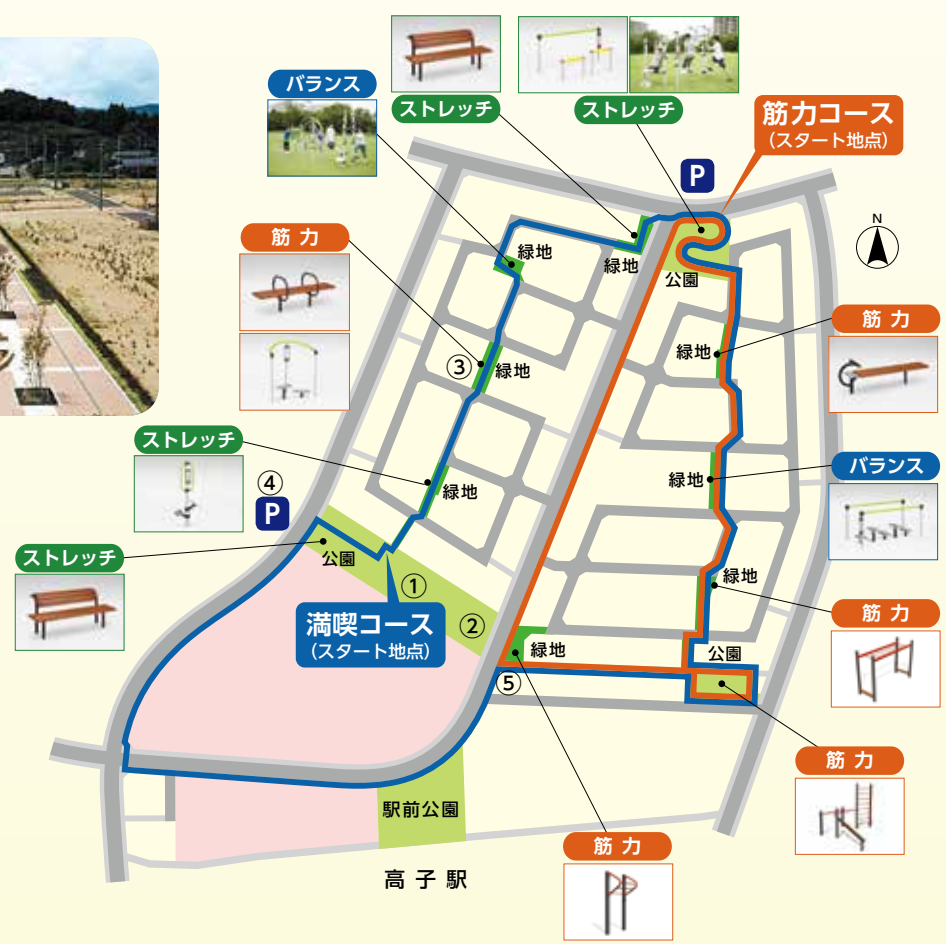 ストレッチ
ストレッチ
バランス
筋力コース
(スタート地点)
P
N
筋 力
緑地
緑地
公園
筋 力
緑地
③
緑地
ストレッチ
④
P
緑地
緑地
バランス
ストレッチ
公園
①
緑地
筋 力
満喫コース
(スタート地点)
②
緑地
公園
⑤
筋 力
駅前公園
筋 力
高 子 駅